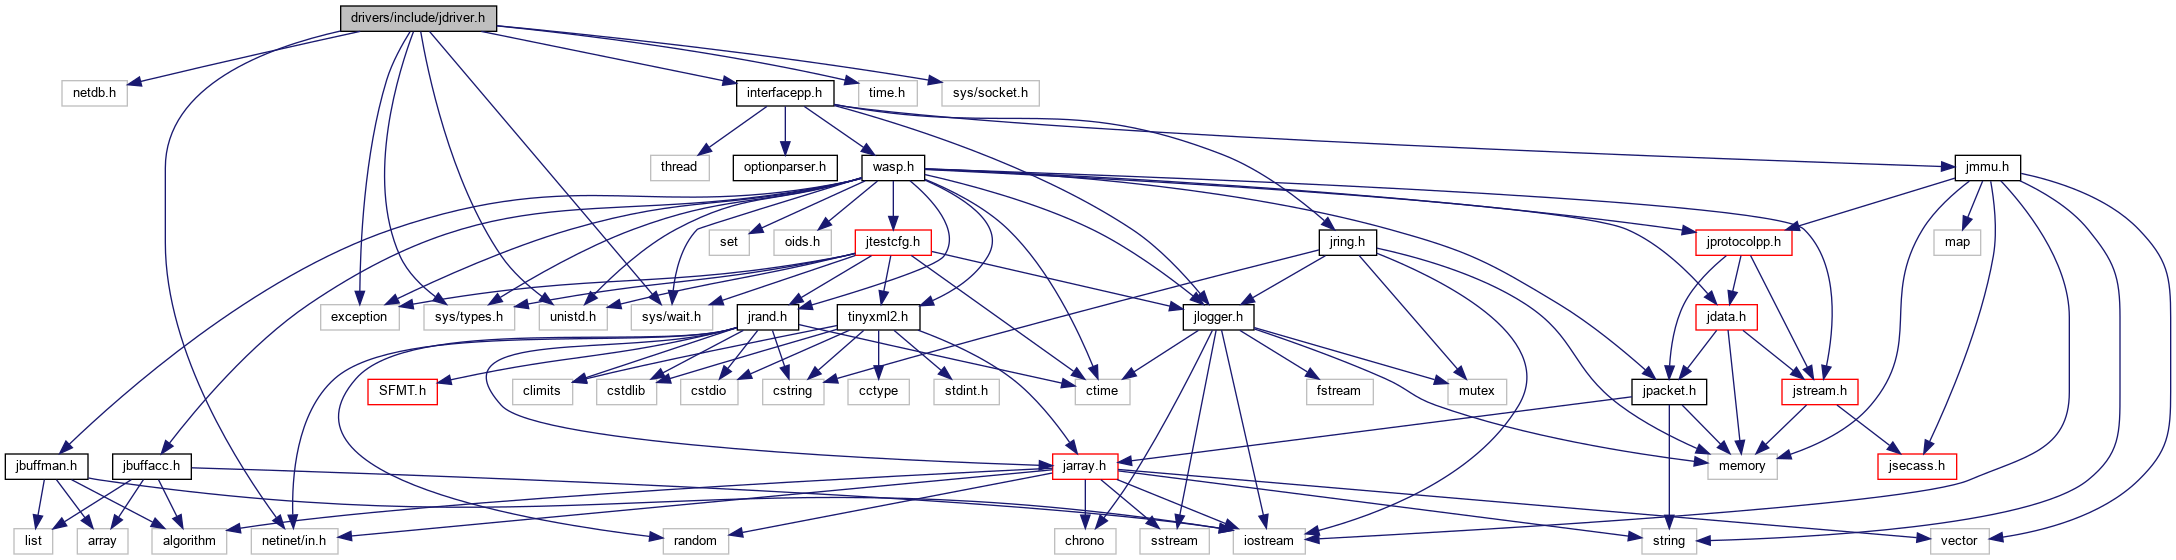 drivers/include/jdriver.h
netdb.h
interfacepp.h
time.h
sys/socket.h
thread
optionparser.h
wasp.h
jmmu.h
set
oids.h
jtestcfg.h
jring.h
jprotocolpp.h
map
exception
sys/types.h
unistd.h
sys/wait.h
jrand.h
tinyxml2.h
jlogger.h
jdata.h
SFMT.h
climits
cstdlib
cstdio
cstring
cctype
stdint.h
ctime
fstream
mutex
jpacket.h
jstream.h
jbuffman.h
jbuffacc.h
jarray.h
memory
jsecass.h
list
array
algorithm
netinet/in.h
random
chrono
sstream
iostream
string
vector